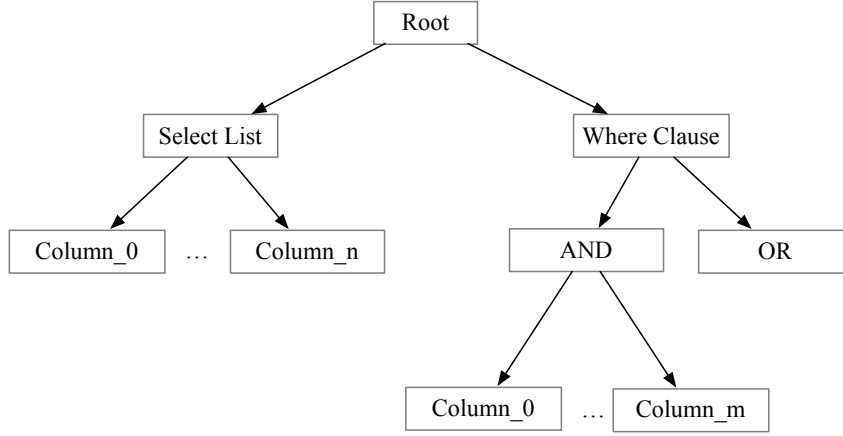 Root
Select List
Where Clause
Column_0
…
Column_n
AND
OR
Column_0
…
Column_m